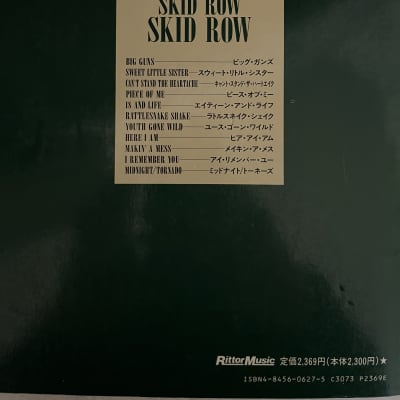 SKID ROW
SKID ROW
BIG GUNS ビッグ・ガンズ
SWEET LITTLE SISTER スウィート・リトル・シスター
CAN'T STAND THE HEARTACHE キャント・スタンド・ザ・ハートエイク
PIECE OF ME ピース・オブ・ミー
18 AND LIFE エイティーン・アンド・ライフ
RATTLESNAKE SHAKE ラトルスネイク・シェイク
YOUTH GONE WILD ユース・ゴーン・ワイルド
HERE I AM ヒア・アイ・アム
MAKIN' A MESS メイキン・ア・メス
I REMEMBER YOU アイ・リメンバー・ユー
MIDNIGHT/TORNADO ミッドナイト/トーネーズ
RittorMusic 定価2,369円(本体2,300円)★
ISBN4-8456-0627-5 C3073 P2369E